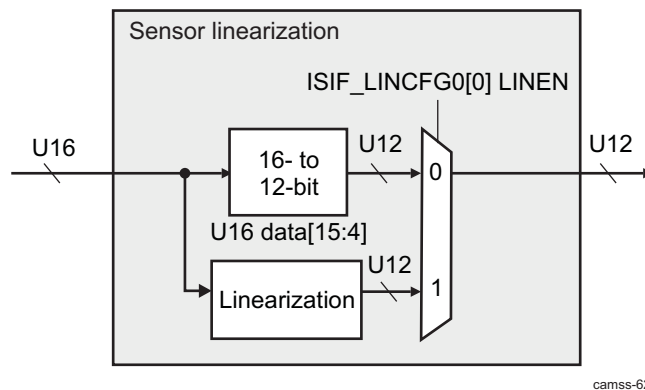 Sensor linearization
ISIF_LINCFG0[0] LINEN
U16
16- to
12-bit
U12
0
U12
U16 data[15:4]
Linearization
U12
1